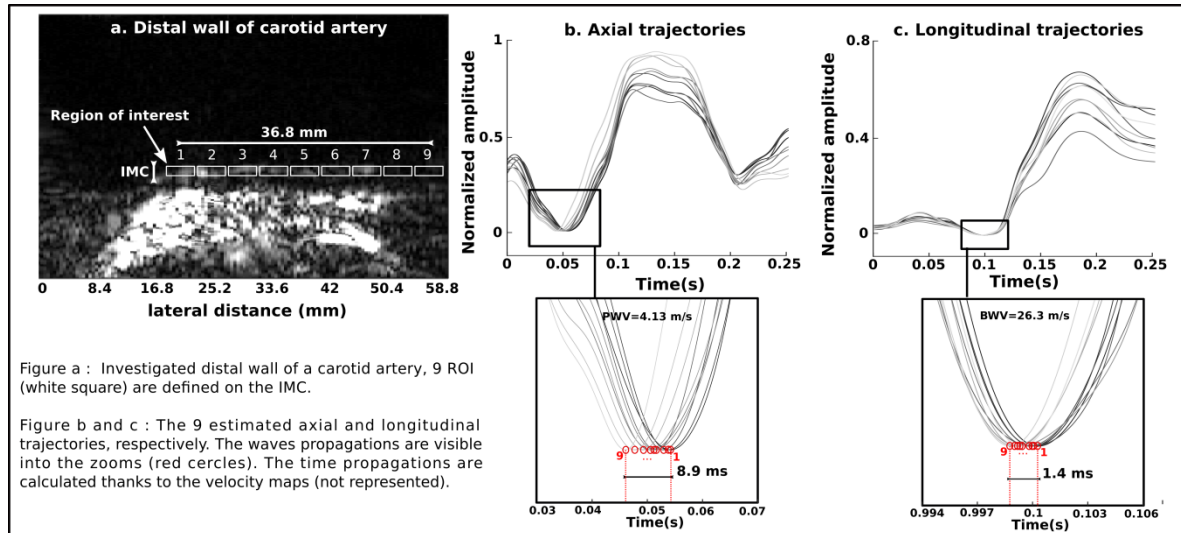 a. Distal wall of carotid artery
Region of interest
36.8 mm
1 2 3 4 5 6 7 8 9
IMC
0 8.4 16.8 25.2 33.6 42 50.4 58.8
lateral distance (mm)
Figure a : Investigated distal wall of a carotid artery, 9 ROI
(white square) are defined on the IMC.
Figure b and c : The 9 estimated axial and longitudinal
trajectories, respectively. The waves propagations are visible
into the zooms (red cercles). The time propagations are
calculated thanks to the velocity maps (not represented).
b. Axial trajectories
Normalized amplitude
1
0.5
0
0 0.05 0.1 0.15 0.2 0.25
Time(s)
PWV=4.13 m/s
9 ... 1
8.9 ms
0.03 0.04 0.05 0.06 0.07
Time(s)
c. Longitudinal trajectories
Normalized amplitude
0.8
0.4
0
0 0.05 0.1 0.15 0.2 0.25
Time(s)
BWV=26.3 m/s
9 ... 1
1.4 ms
0.994 0.997 0.1 0.103 0.106
Time(s)